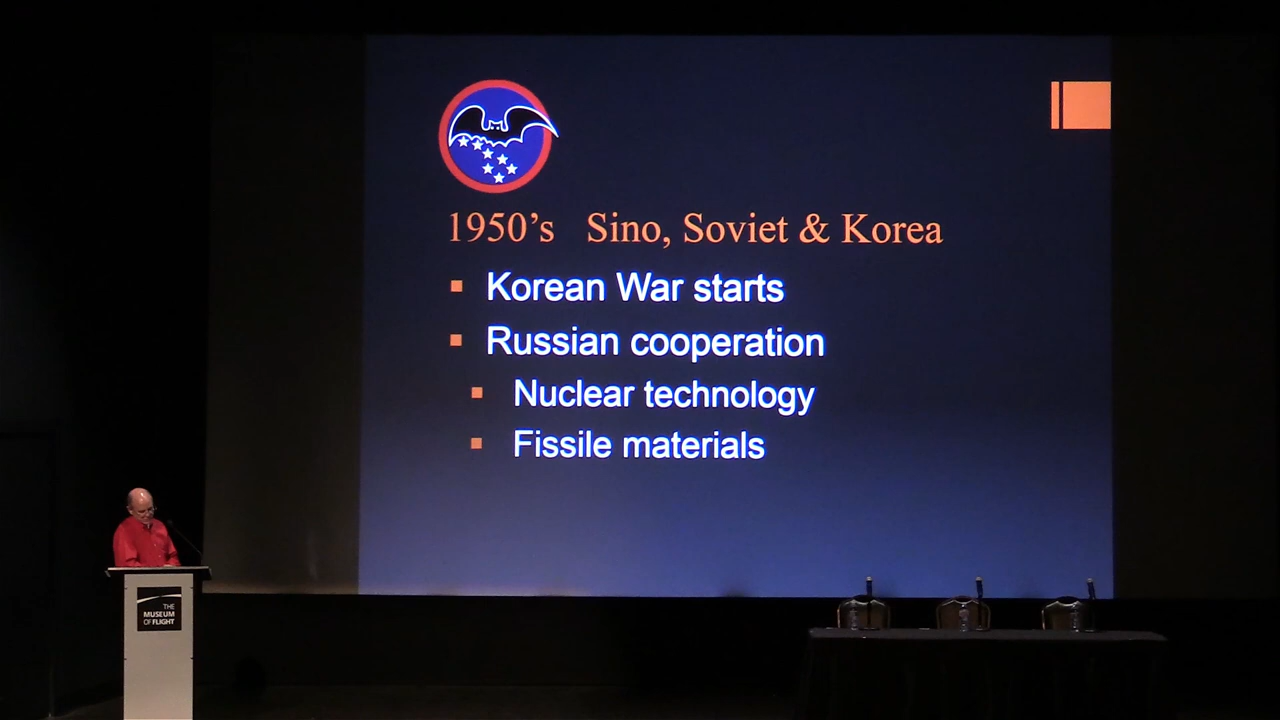 1950's Sino, Soviet & Korea
Korean War starts
Russian cooperation
Nuclear technology
Fissile materials
THE
MUSEUM
OF FLIGHT